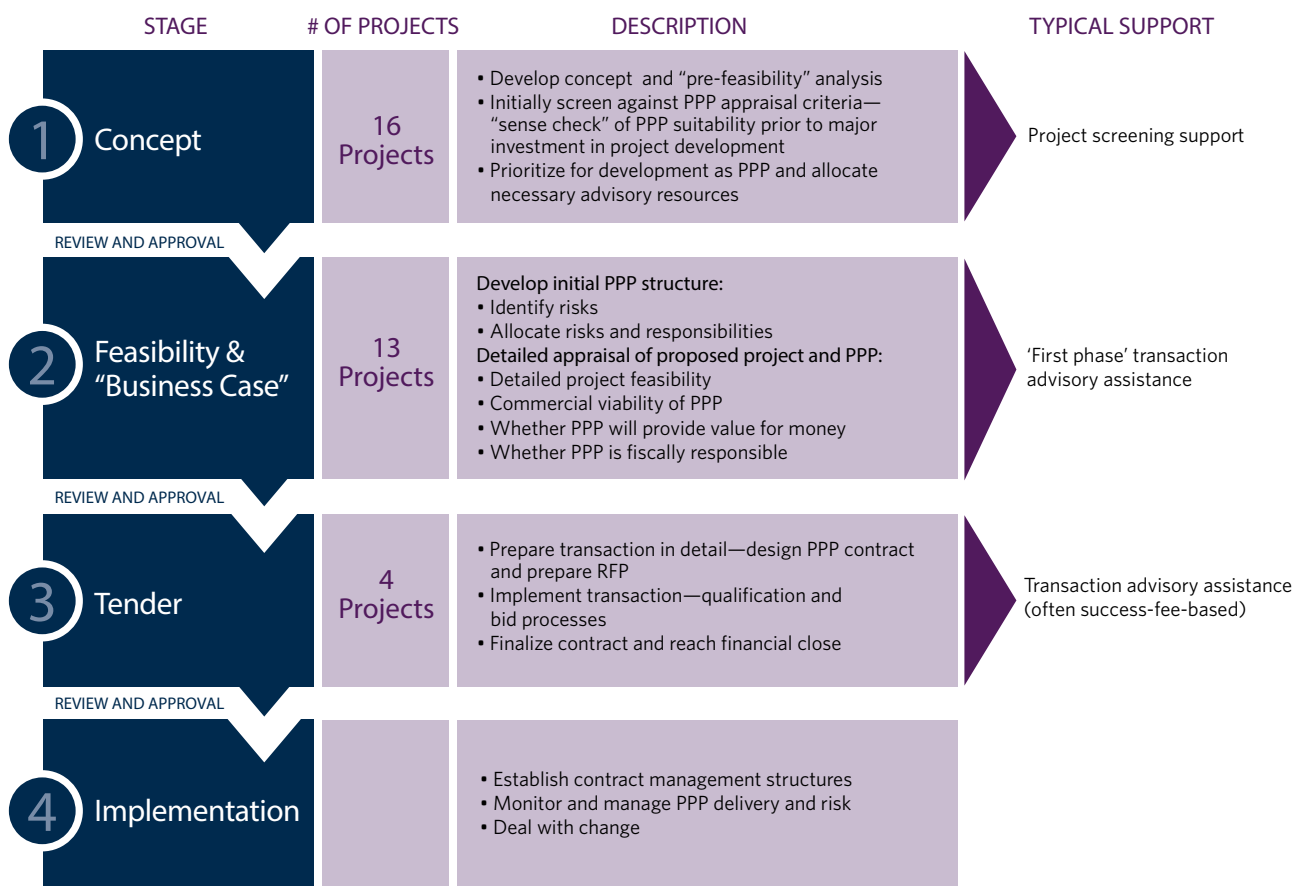 STAGE
# OF PROJECTS
DESCRIPTION
TYPICAL SUPPORT
1
Concept
16
Projects
• Develop concept and “pre-feasibility” analysis
• Initially screen against PPP appraisal criteria—
“sense check” of PPP suitability prior to major
investment in project development
• Prioritize for development as PPP and allocate
necessary advisory resources
Project screening support
REVIEW AND APPROVAL
2
Feasibility &
“Business Case”
13
Projects
Develop initial PPP structure:
• Identify risks
• Allocate risks and responsibilities
Detailed appraisal of proposed project and PPP:
• Detailed project feasibility
• Commercial viability of PPP
• Whether PPP will provide value for money
• Whether PPP is fiscally responsible
‘First phase’ transaction
advisory assistance
REVIEW AND APPROVAL
3
Tender
4
Projects
• Prepare transaction in detail—design PPP contract
and prepare RFP
• Implement transaction—qualification and
bid processes
• Finalize contract and reach financial close
Transaction advisory assistance
(often success-fee-based)
REVIEW AND APPROVAL
4
Implementation
• Establish contract management structures
• Monitor and manage PPP delivery and risk
• Deal with change